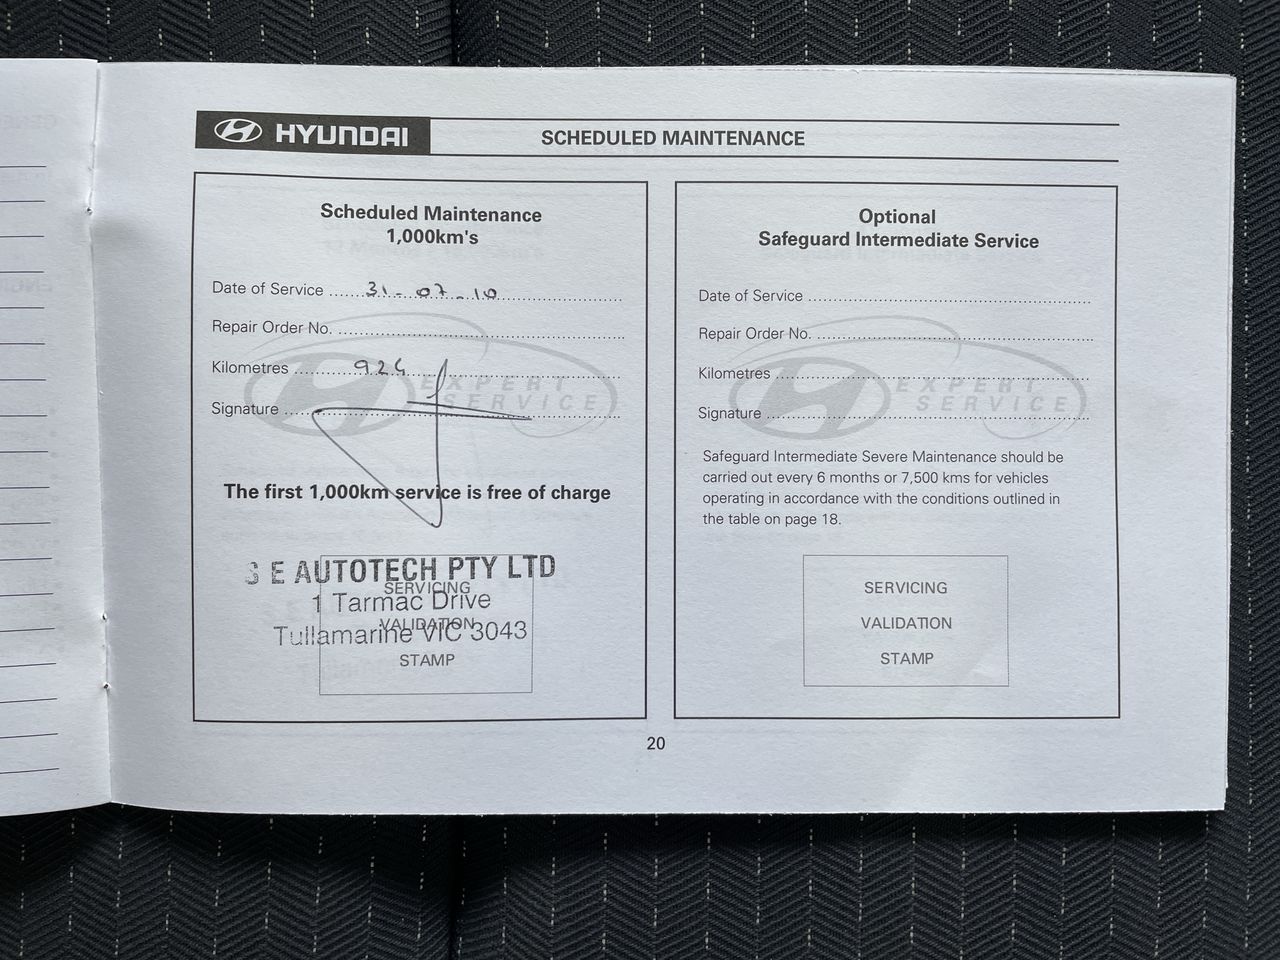 HYUNDAI
SCHEDULED MAINTENANCE
Scheduled Maintenance
1,000km's
Date of Service 31-07-10
Repair Order No.
Kilometres 924
EXPERT
SERVICE
Signature
The first 1,000km service is free of charge
S E AUTOTECH PTY LTD
1 Tarmac Drive
Tullamarine VIC 3043
SERVICING
VALIDATION
STAMP
Optional
Safeguard Intermediate Service
Date of Service
Repair Order No.
Kilometres
EXPERT
SERVICE
Signature
Safeguard Intermediate Severe Maintenance should be
carried out every 6 months or 7,500 kms for vehicles
operating in accordance with the conditions outlined in
the table on page 18.
SERVICING
VALIDATION
STAMP
20